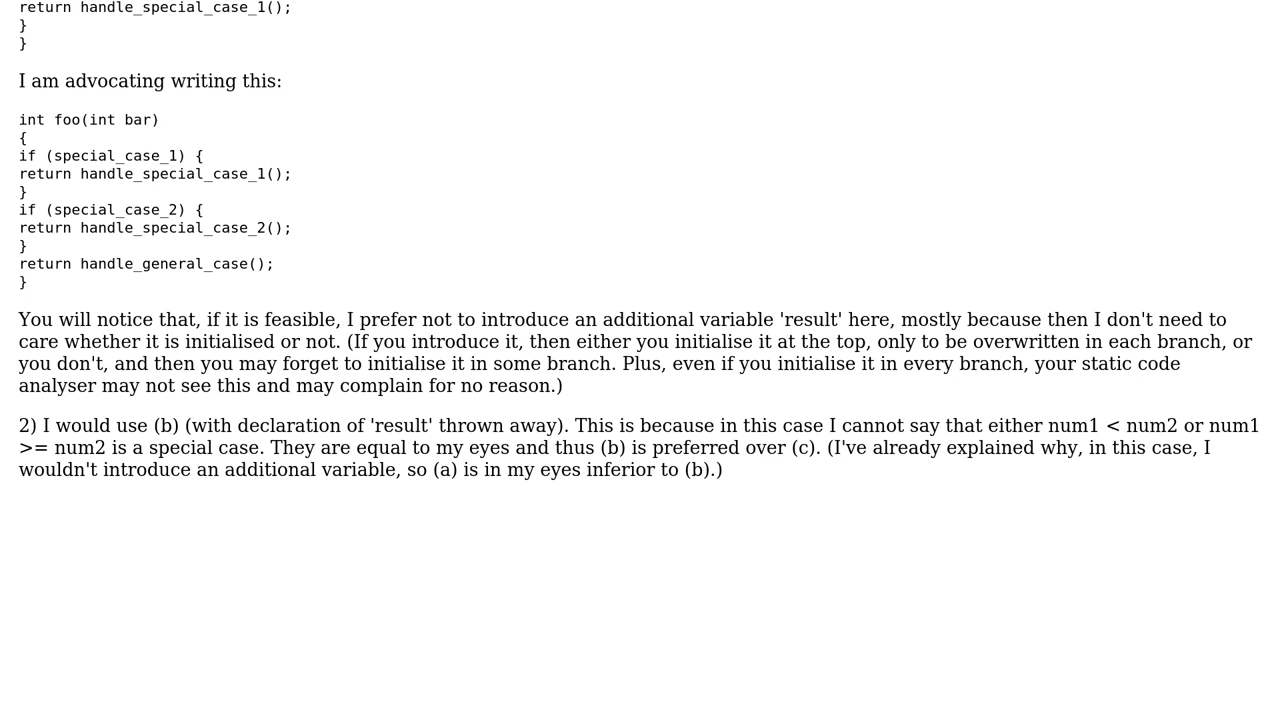 return handle_special_case_1();
}
}
I am advocating writing this:
int foo(int bar)
{
if (special_case_1) {
return handle_special_case_1();
}
if (special_case_2) {
return handle_special_case_2();
}
return handle_general_case();
}
You will notice that, if it is feasible, I prefer not to introduce an additional variable 'result' here, mostly because then I don't need to
care whether it is initialised or not. (If you introduce it, then either you initialise it at the top, only to be overwritten in each branch, or
you don't, and then you may forget to initialise it in some branch. Plus, even if you initialise it in every branch, your static code
analyser may not see this and may complain for no reason.)
2) I would use (b) (with declaration of 'result' thrown away). This is because in this case I cannot say that either num1 < num2 or num1
>= num2 is a special case. They are equal to my eyes and thus (b) is preferred over (c). (I've already explained why, in this case, I
wouldn't introduce an additional variable, so (a) is in my eyes inferior to (b).)